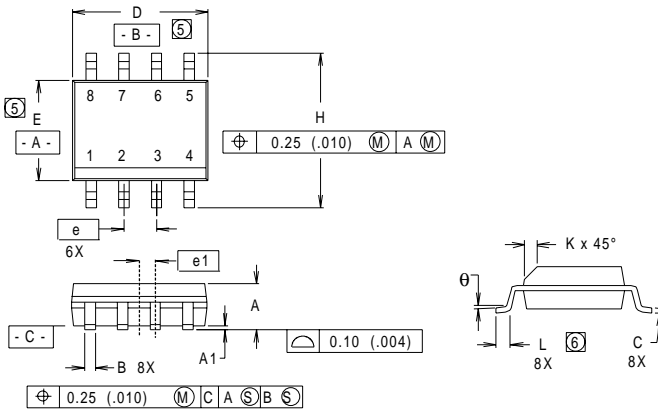 D
- B -
5
8 7 6 5
5
E
- A -
H
⌖ 0.25 (.010) Ⓜ A Ⓜ
1 2 3 4
e
6X
e1
K x 45°
θ
A
- C -
A1
⌓ 0.10 (.004)
B 8X
L 6
8X
C
8X
⌖ 0.25 (.010) Ⓜ C A Ⓢ B Ⓢ